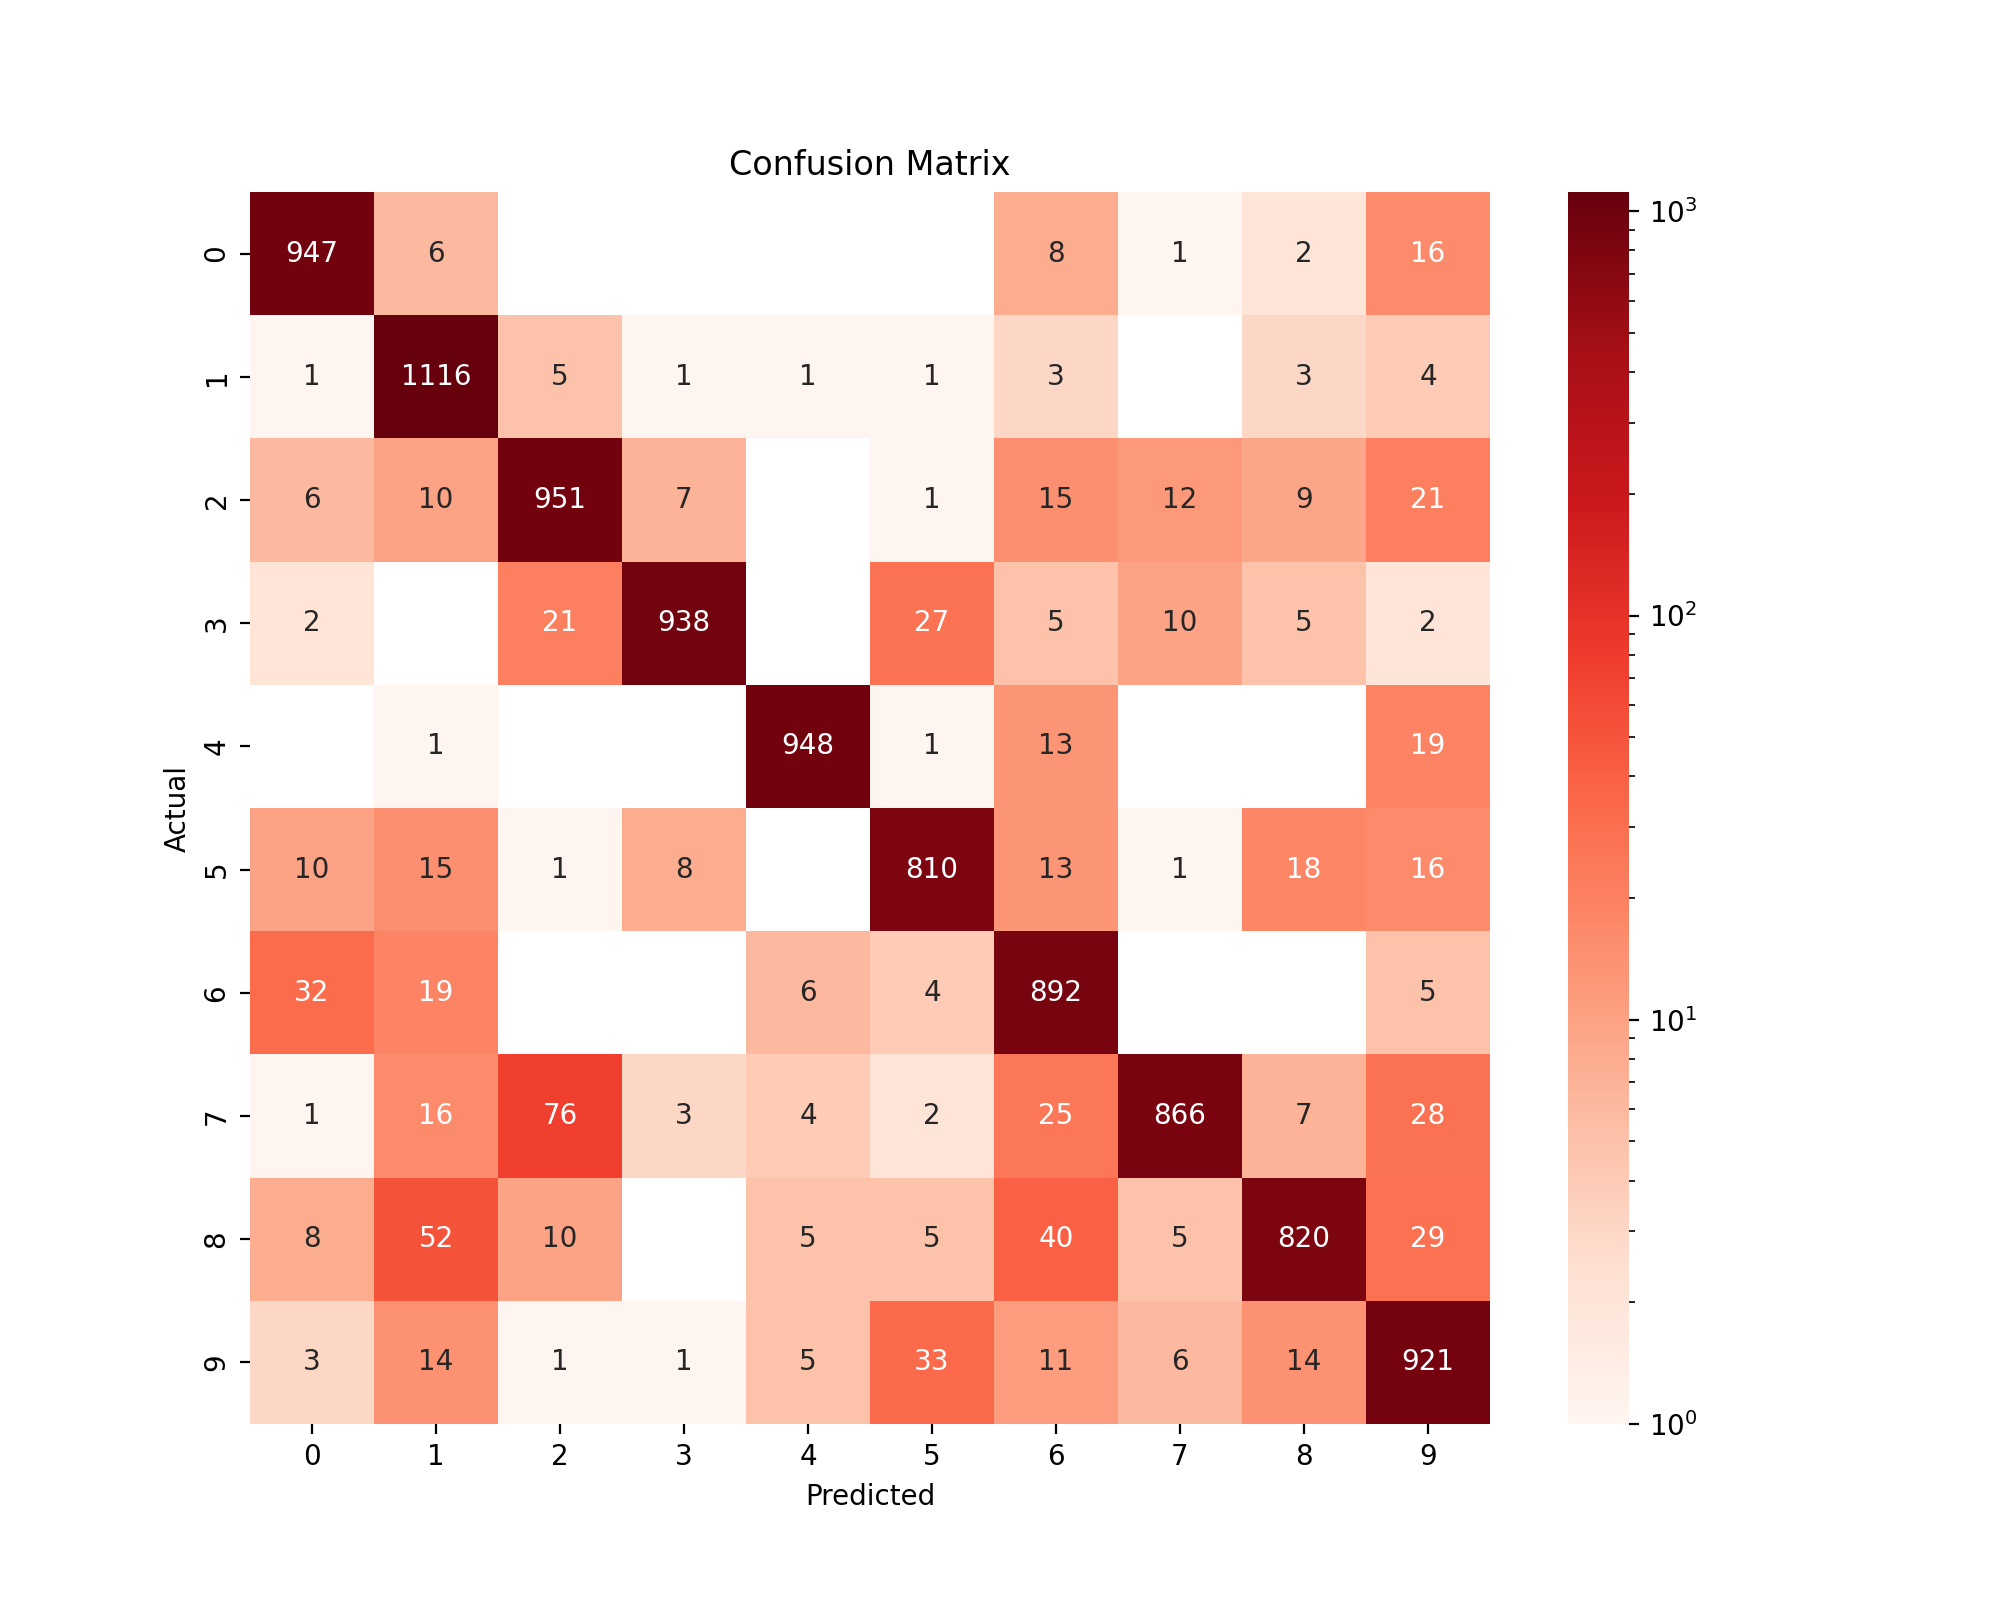 Confusion Matrix
0 947 6 8 1 2 16
1 1 1116 5 1 1 1 3 3 4
2 6 10 951 7 1 15 12 9 21
3 2 21 938 27 5 10 5 2
4 1 948 1 13 19
5 10 15 1 8 810 13 1 18 16
6 32 19 6 4 892 5
7 1 16 76 3 4 2 25 866 7 28
8 8 52 10 5 5 40 5 820 29
9 3 14 1 1 5 33 11 6 14 921
0 1 2 3 4 5 6 7 8 9
Predicted
Actual
10³
10²
10¹
10⁰